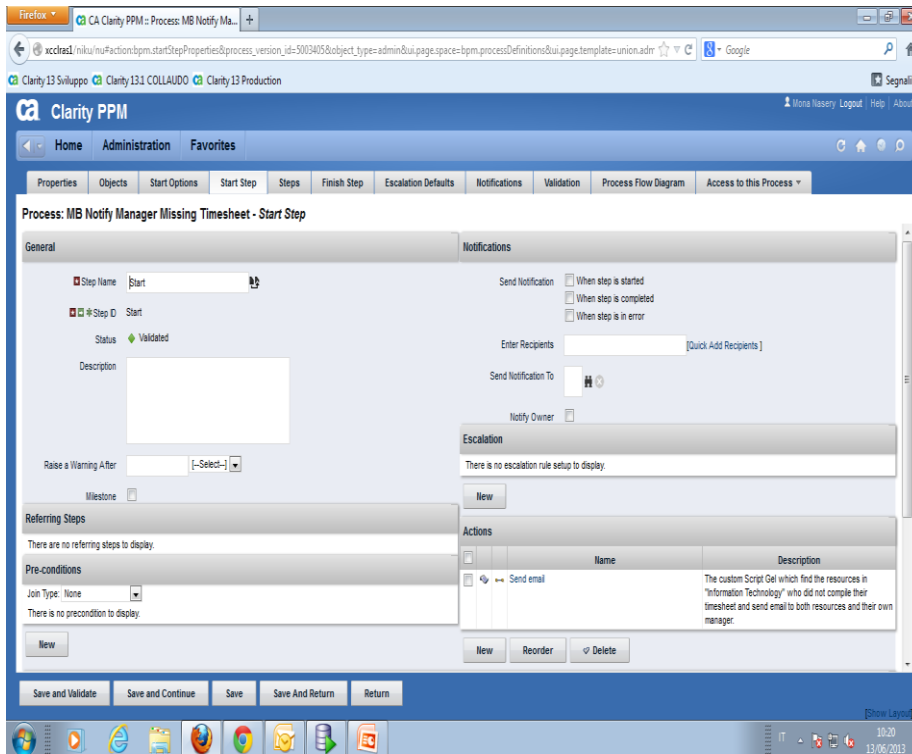 Firefox
CA Clarity PPM :: Process: MB Notify Ma...
xcclras1/niku/nu#action:bpm.startStepProperties&process_version_id=5003405&object_type=admin&ui.page.space=bpm.processDefinitions&ui.page.template=union.adm
Google
Clarity 13 Sviluppo Clarity 13.1 COLLAUDO Clarity 13 Production
Segnali
ca Clarity PPM
Mona Nasery Logout | Help | About
Home Administration Favorites
Properties Objects Start Options Start Step Steps Finish Step Escalation Defaults Notifications Validation Process Flow Diagram Access to this Process
Process: MB Notify Manager Missing Timesheet - Start Step
General
Step Name Start
Step ID Start
Status Validated
Description
Raise a Warning After [--Select--]
Milestone
Referring Steps
There are no referring steps to display.
Pre-conditions
Join Type: None
There is no precondition to display.
New
Notifications
Send Notification When step is started
When step is completed
When step is in error
Enter Recipients [Quick Add Recipients ]
Send Notification To
Notify Owner
Escalation
There is no escalation rule setup to display.
New
Actions
Name Description
Send email The custom Script Gel which find the resources in
"Information Technology" who did not compile their
timesheet and send email to both resources and their own
manager.
New Reorder Delete
Save and Validate Save and Continue Save Save And Return Return
[Show Layout
IT
10:20
13/06/2013